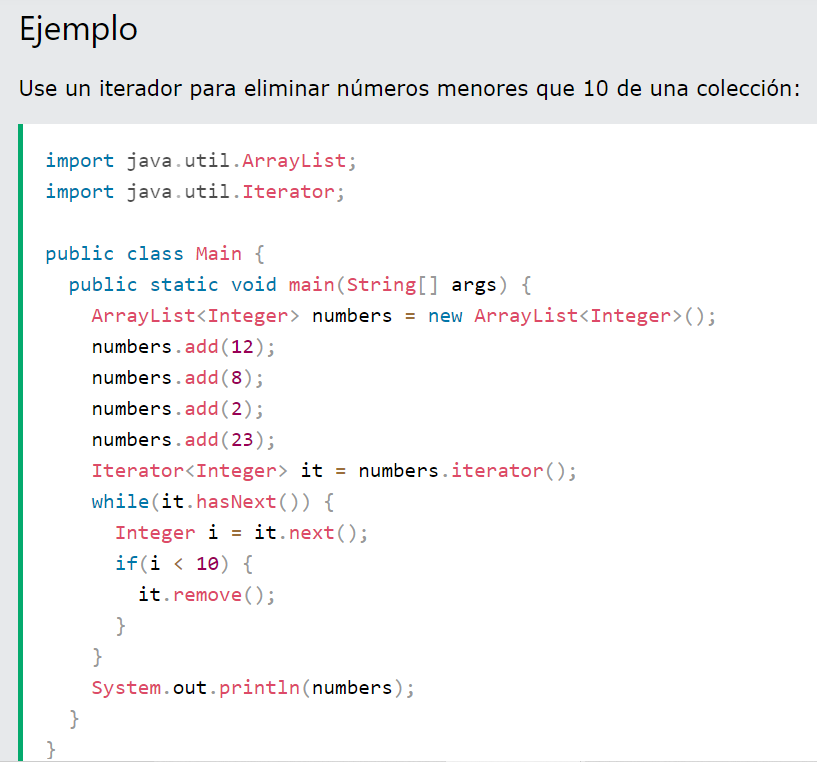 Ejemplo
Use un iterador para eliminar números menores que 10 de una colección:
import java.util.ArrayList;
import java.util.Iterator;

public class Main {
  public static void main(String[] args) {
    ArrayList<Integer> numbers = new ArrayList<Integer>();
    numbers.add(12);
    numbers.add(8);
    numbers.add(2);
    numbers.add(23);
    Iterator<Integer> it = numbers.iterator();
    while(it.hasNext()) {
      Integer i = it.next();
      if(i < 10) {
        it.remove();
      }
    }
    System.out.println(numbers);
  }
}